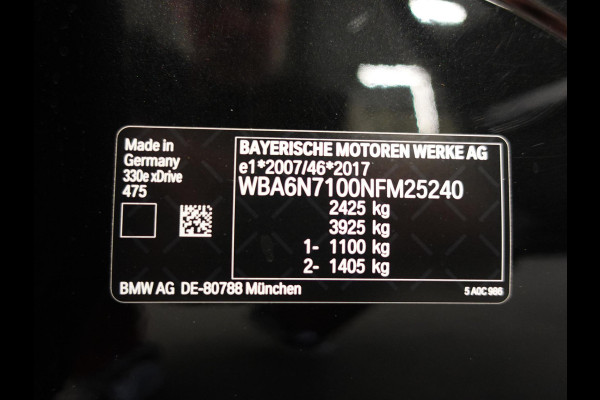 Made in
Germany
330e xDrive
475
BAYERISCHE MOTOREN WERKE AG
e1*2007/46*2017
WBA6N7100NFM25240
2425 kg
3925 kg
1- 1100 kg
2- 1405 kg
BMW AG DE-80788 München
5 A0C 986